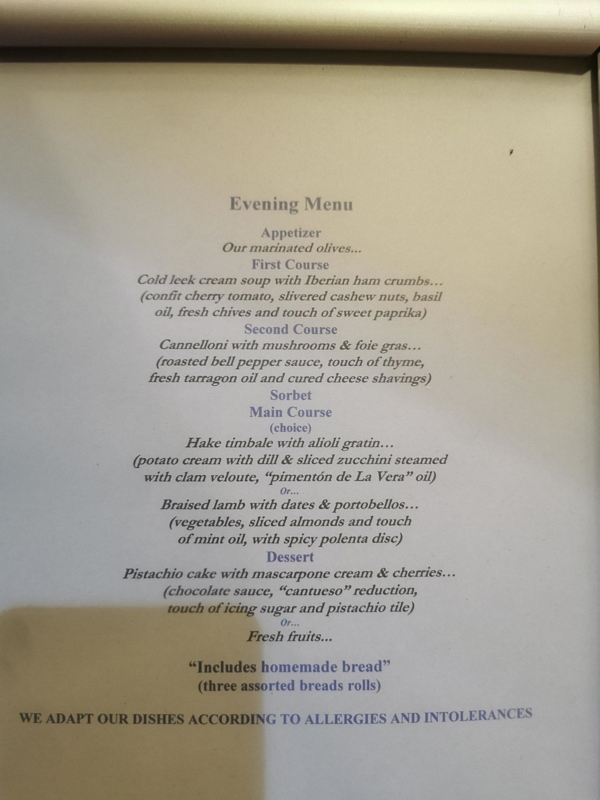 Evening Menu
Appetizer
Our marinated olives...
First Course
Cold leek cream soup with Iberian ham crumbs…
(confit cherry tomato, slivered cashew nuts, basil
oil, fresh chives and touch of sweet paprika)
Second Course
Cannelloni with mushrooms & foie gras…
(roasted bell pepper sauce, touch of thyme,
fresh tarragon oil and cured cheese shavings)
Sorbet
Main Course
(choice)
Hake timbale with alioli gratin…
(potato cream with dill & sliced zucchini steamed
with clam veloute, “pimentón de La Vera” oil)
Or...
Braised lamb with dates & portobellos…
(vegetables, sliced almonds and touch
of mint oil, with spicy polenta disc)
Dessert
Pistachio cake with mascarpone cream & cherries…
(chocolate sauce, “cantueso” reduction,
touch of icing sugar and pistachio tile)
Or...
Fresh fruits...
“Includes homemade bread”
(three assorted breads rolls)
WE ADAPT OUR DISHES ACCORDING TO ALLERGIES AND INTOLERANCES